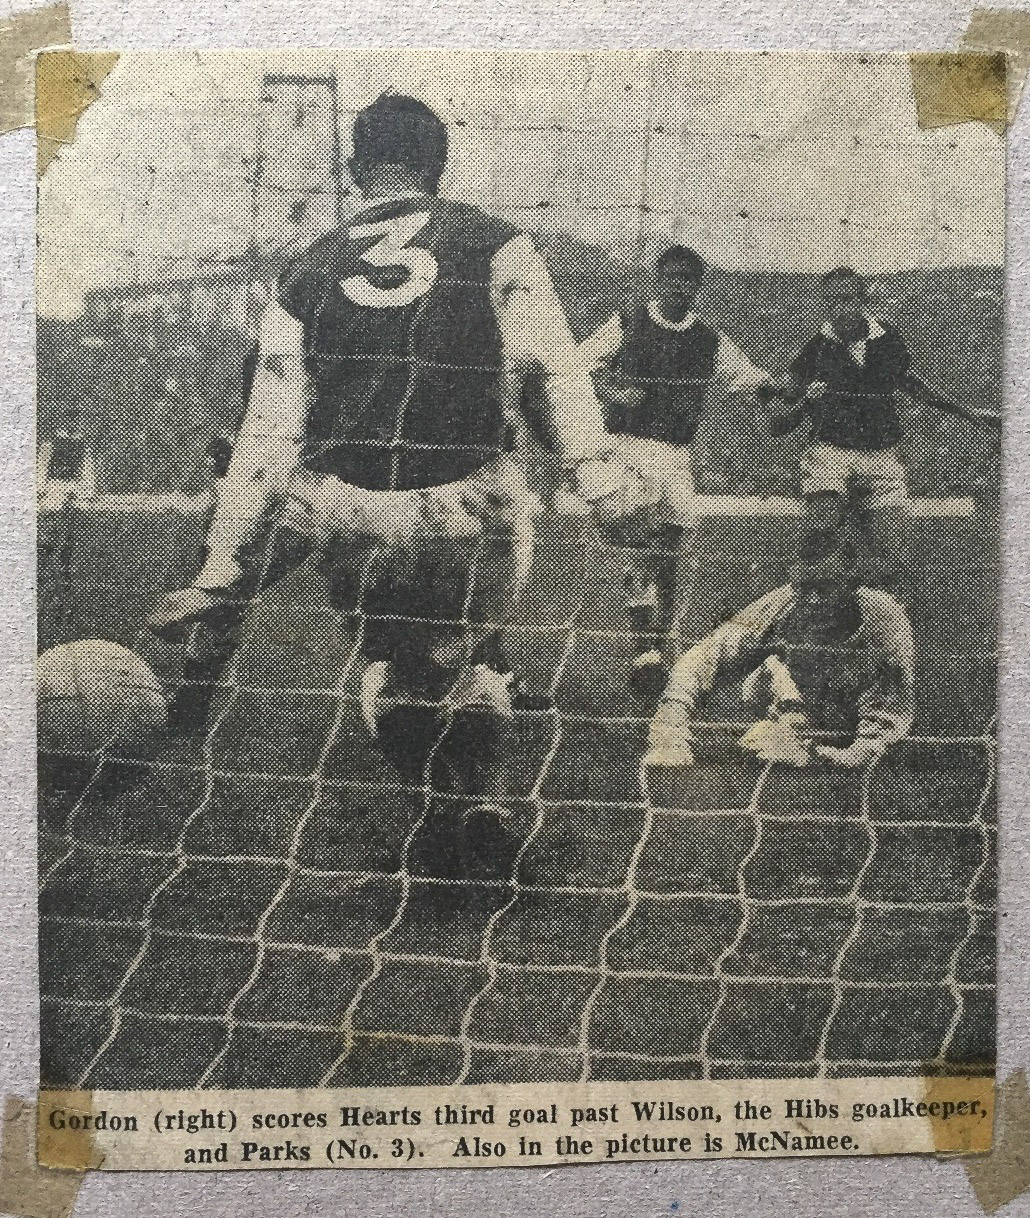 3
Gordon (right) scores Hearts third goal past Wilson, the Hibs goalkeeper,
and Parks (No. 3). Also in the picture is McNamee.